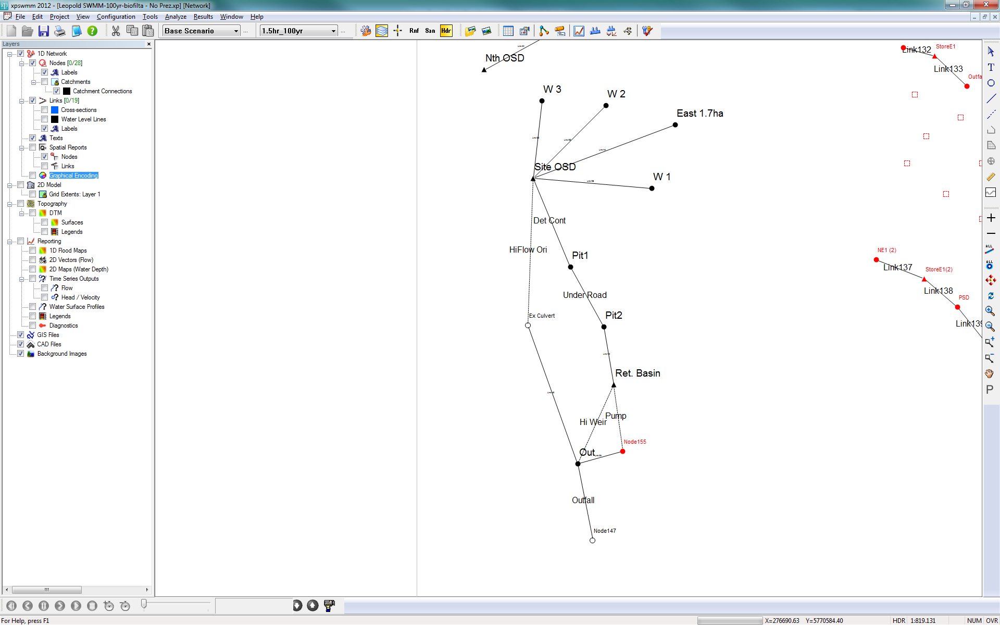 xpswmm 2012 - [Leopold SWMM-100yr-biofilta - No Prez.xp] [Network]
File Edit Project View Configuration Tools Analyze Results Window Help
Base Scenario ... 1.5hr_100yr ... Rnf San Hdr
Layers
1D Network
Nodes [0/28]
Labels
Catchments
Catchment Connections
Links [0/19]
Cross-sections
Water Level Lines
Labels
Texts
Spatial Reports
Nodes
Links
Graphical Encoding
2D Model
Grid Extents: Layer 1
Topography
DTM
Surfaces
Legends
Reporting
1D Flood Maps
2D Vectors (Flow)
2D Maps (Water Depth)
Time Series Outputs
Flow
Head / Velocity
Water Surface Profiles
Legends
Diagnostics
GIS Files
CAD Files
Background Images
Nth OSD
W 3
W 2
East 1.7ha
Site OSD
W 1
Det Cont
HiFlow Ori
Pit1
Under Road
Ex Culvert
Pit2
Ret. Basin
Pump
Hi Weir
Node155
Out
Outfall
Node147
StoreE1
Link132
Link133
Outfa
NE1 (2)
Link137
StoreE1(2)
Link138
PSD
Link139
T
ALL
ALL
P
For Help, press F1
X=276690.63 Y=5770584.40 HDR 1:819.131 NUM OVR